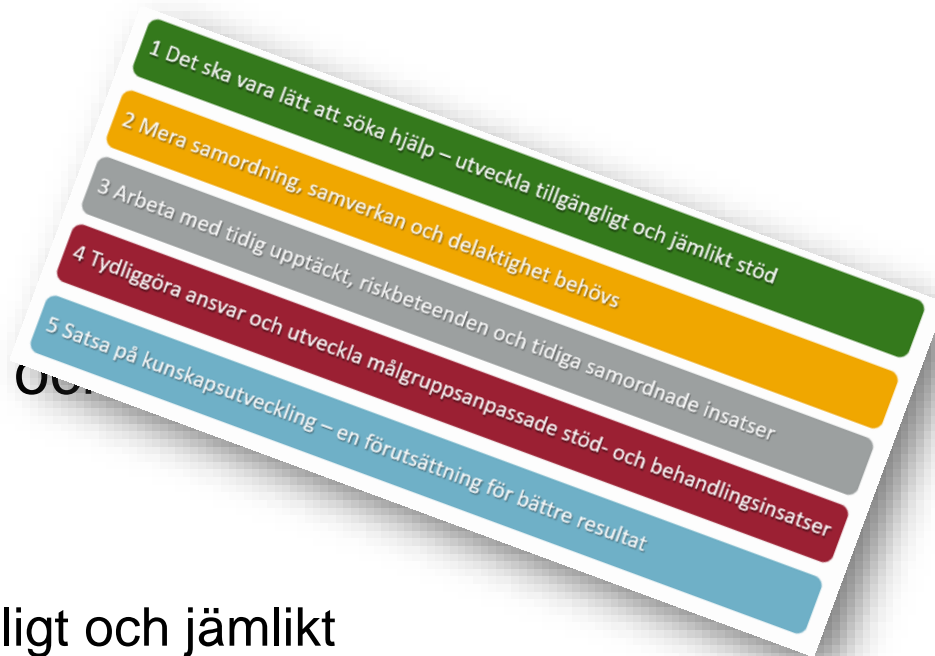 1 Det ska vara lätt att söka hjälp – utveckla tillgängligt och jämlikt stöd
2 Mera samordning, samverkan och delaktighet behövs
3 Arbeta med tidig upptäckt, riskbeteenden och tidiga samordnade insatser
4 Tydliggöra ansvar och utveckla målgruppsanpassade stöd- och behandlingsinsatser
5 Satsa på kunskapsutveckling – en förutsättning för bättre resultat
ligt och jämlikt